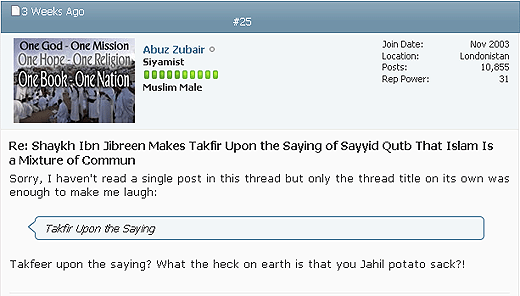 3 Weeks Ago
#25
One God - One Mission
One Hope - One Religion
One Book - One Nation
Abuz Zubair
Siyamist
Muslim Male
Join Date: Nov 2003
Location: Londonistan
Posts: 10,855
Rep Power: 31
Re: Shaykh Ibn Jibreen Makes Takfir Upon the Saying of Sayyid Qutb That Islam Is
a Mixture of Commun
Sorry, I haven't read a single post in this thread but only the thread title on its own was
enough to make me laugh:
Takfir Upon the Saying
Takfeer upon the saying? What the heck on earth is that you Jahil potato sack?!